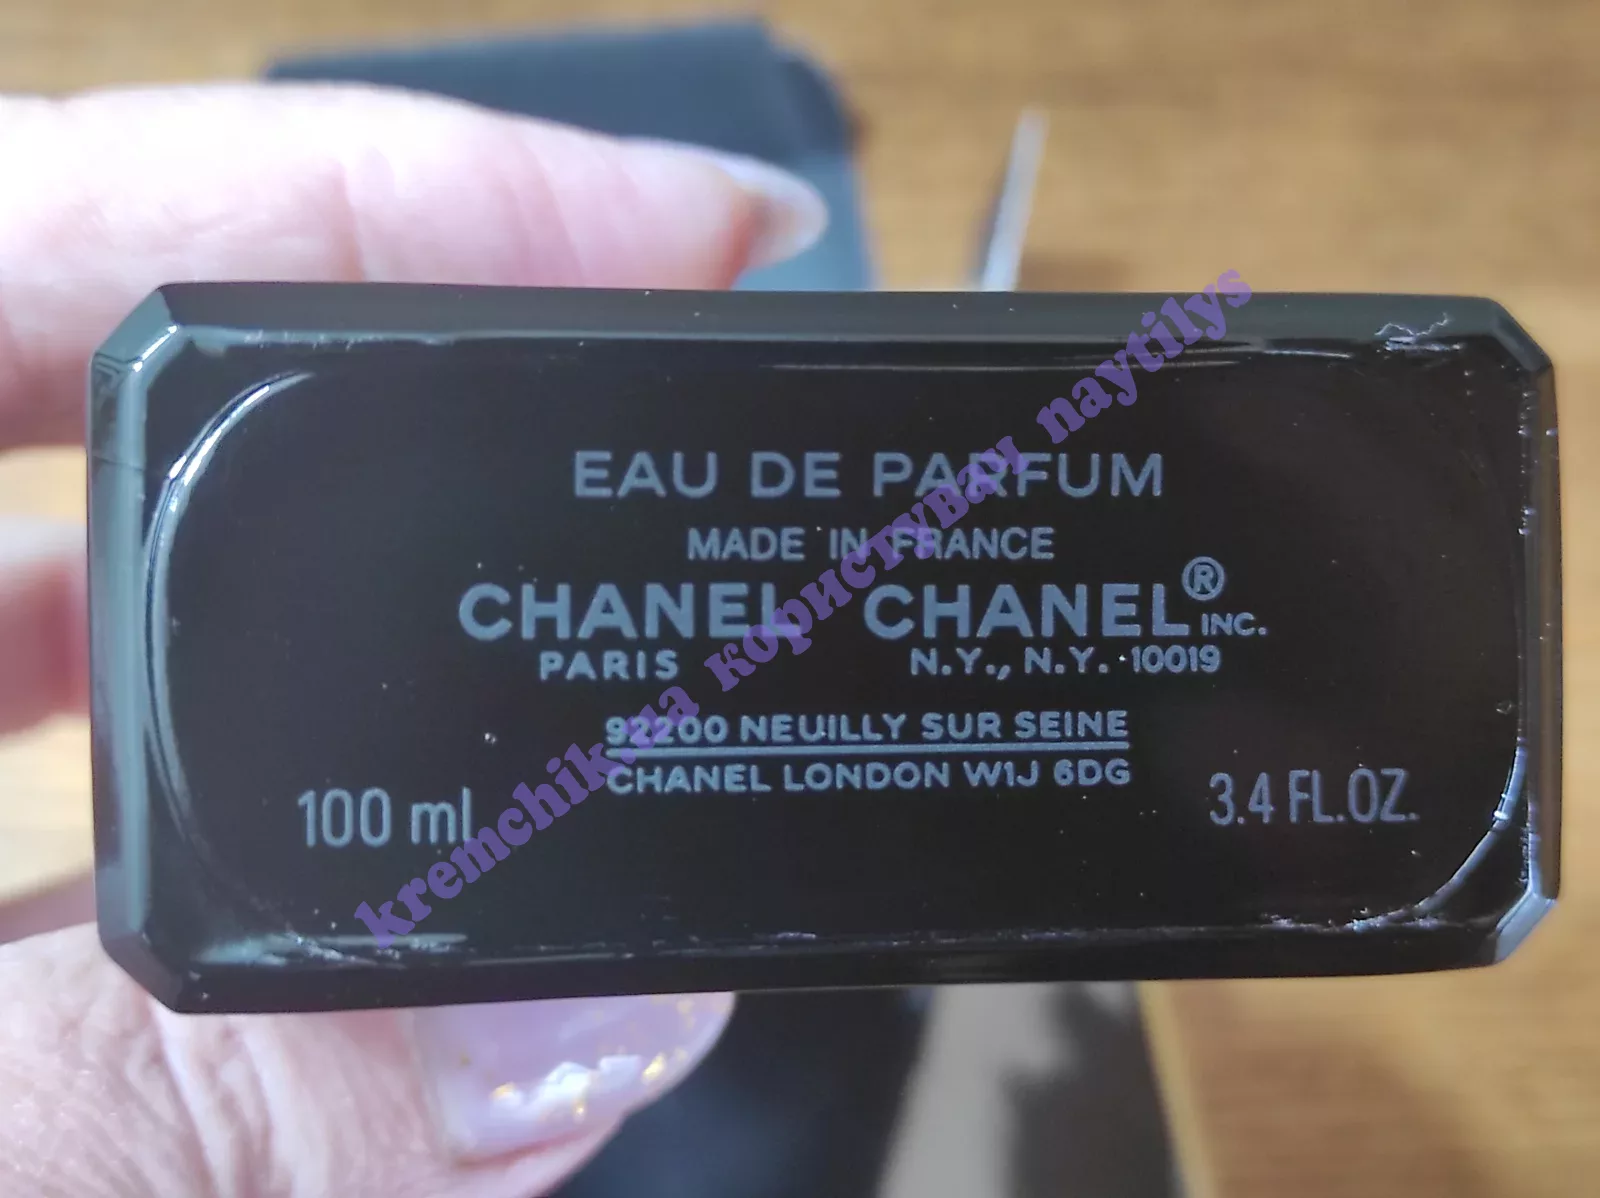 EAU DE PARFUM
MADE IN FRANCE
CHANEL CHANEL® INC.
PARIS N.Y., N.Y. 10019
92200 NEUILLY SUR SEINE
CHANEL LONDON W1J 6DG
100 ml 3.4 FL.OZ.
kremchik.ua користувач naytilys